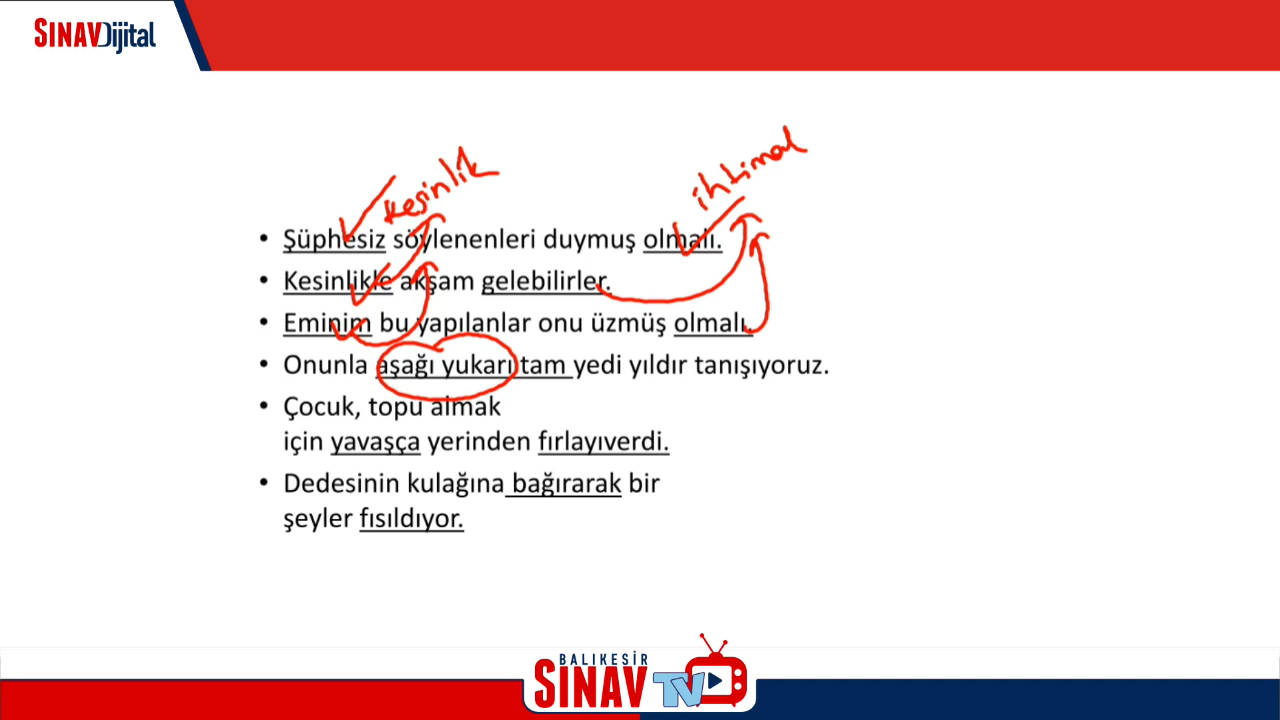 SINAVDijital
kesinlik
ihtimal
• Şüphesiz söylenenleri duymuş olmalı.
• Kesinlikle akşam gelebilirler.
• Eminim bu yapılanlar onu üzmüş olmalı.
• Onunla aşağı yukarı tam yedi yıldır tanışıyoruz.
• Çocuk, topu almak
için yavaşça yerinden fırlayıverdi.
• Dedesinin kulağına bağırarak bir
şeyler fısıldıyor.
BALIKESİR
SINAV TV